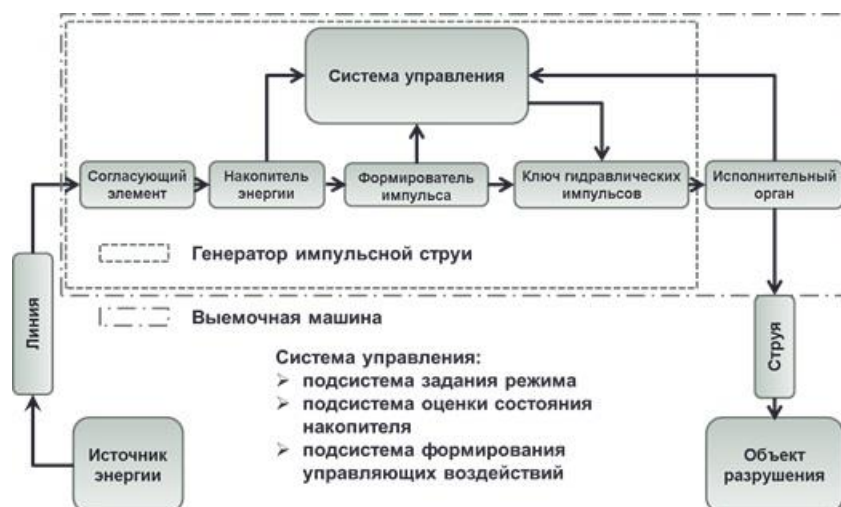 Система управления
Согласующий
элемент
Накопитель
энергии
Формирователь
импульса
Ключ гидравлических
импульсов
Исполнительный
орган
Генератор импульсной струи
Линия
Выемочная машина
Струя
Система управления:
➢ подсистема задания режима
➢ подсистема оценки состояния
накопителя
➢ подсистема формирования
управляющих воздействий
Источник
энергии
Объект
разрушения